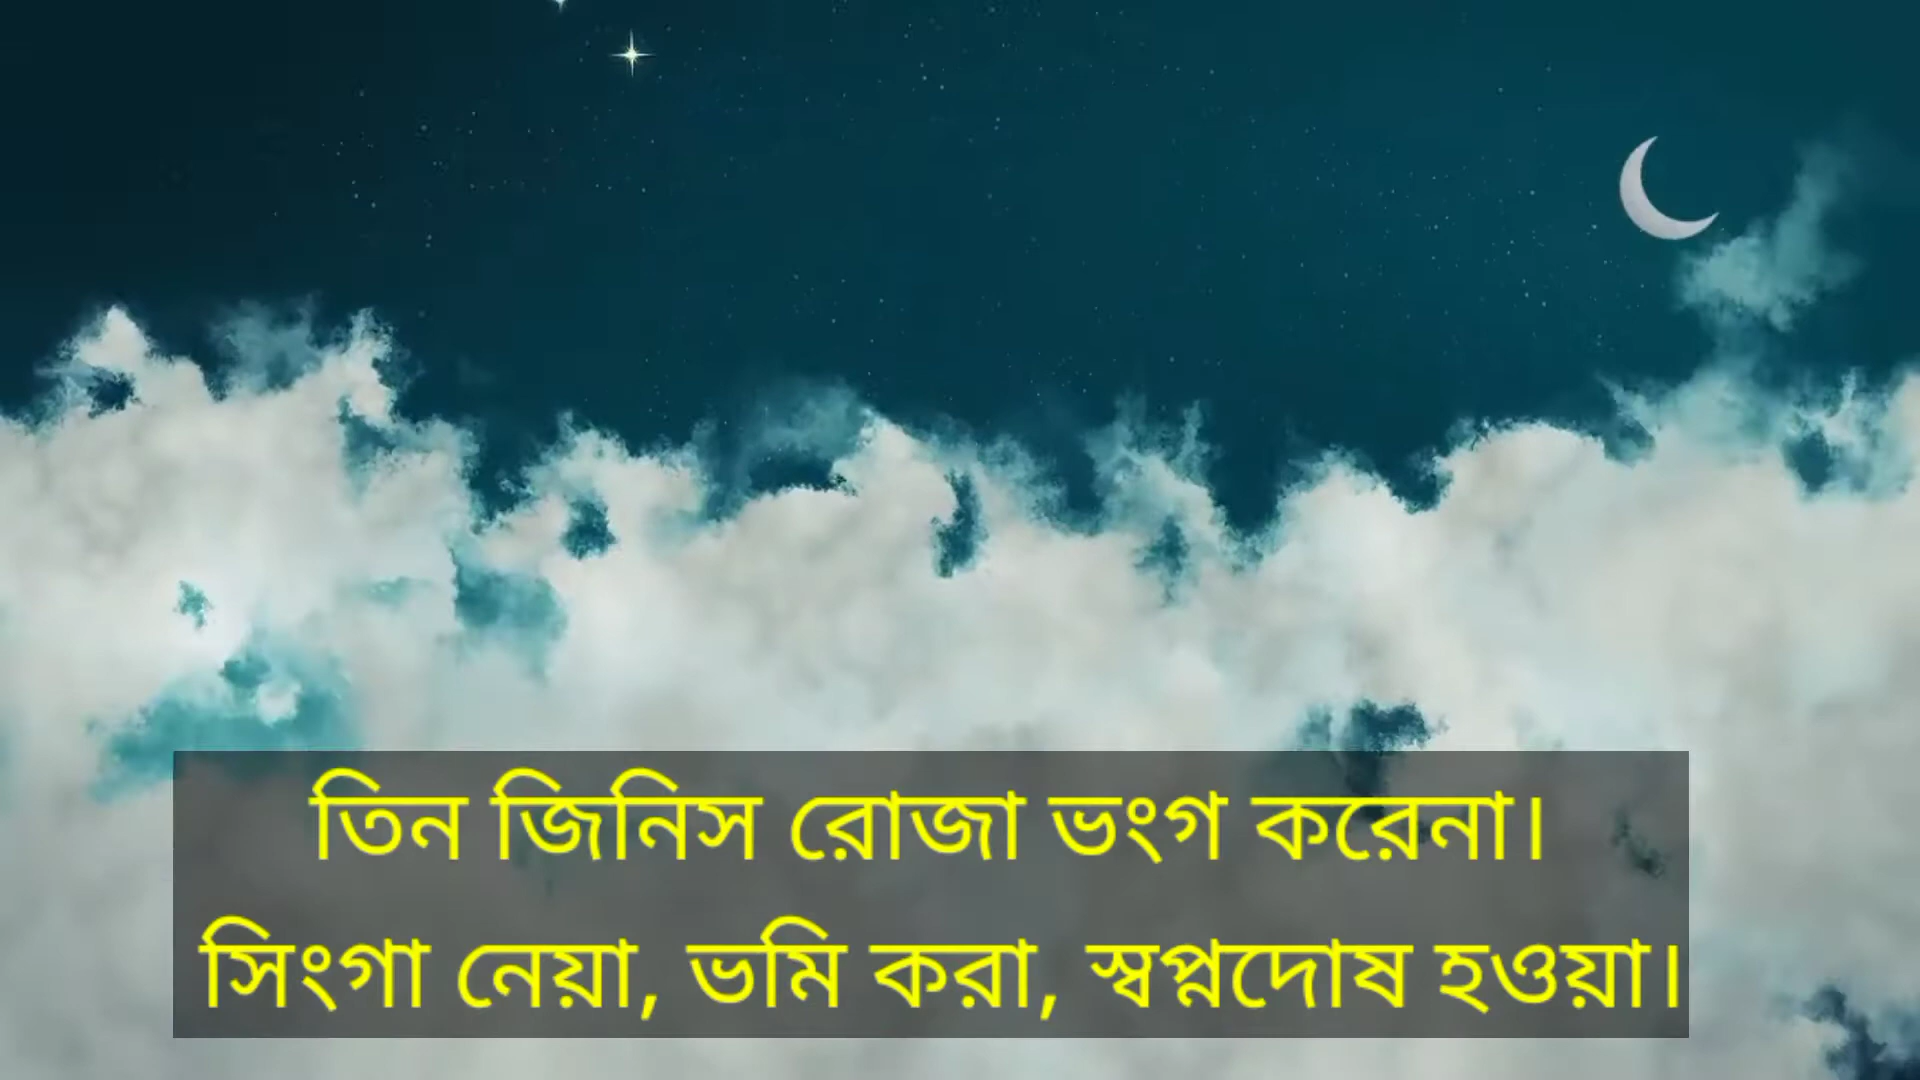 তিন জিনিস রোজা ভংগ করেনা।
সিংগা নেয়া, ভমি করা, স্বপ্নদোষ হওয়া।